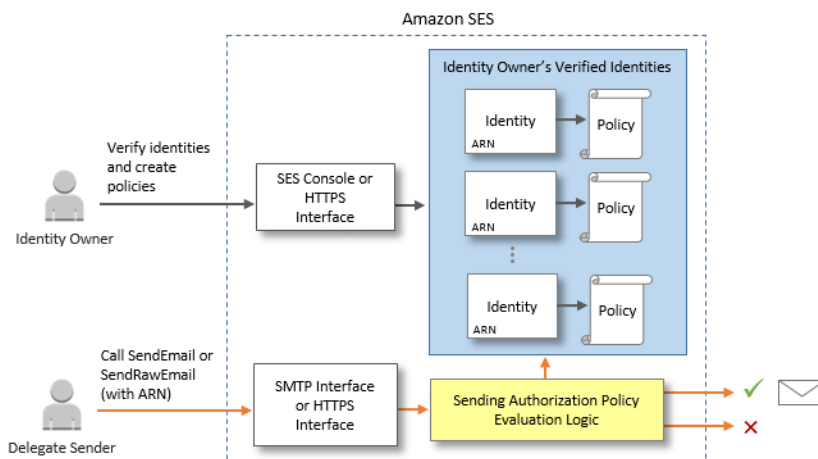 Amazon SES
Identity Owner's Verified Identities
Identity
ARN
Policy
Verify identities
and create
policies
SES Console or
HTTPS
Interface
Identity
ARN
Policy
Identity Owner
Identity
ARN
Policy
Call SendEmail or
SendRawEmail
(with ARN)
SMTP Interface
or HTTPS
Interface
Sending Authorization Policy
Evaluation Logic
Delegate Sender